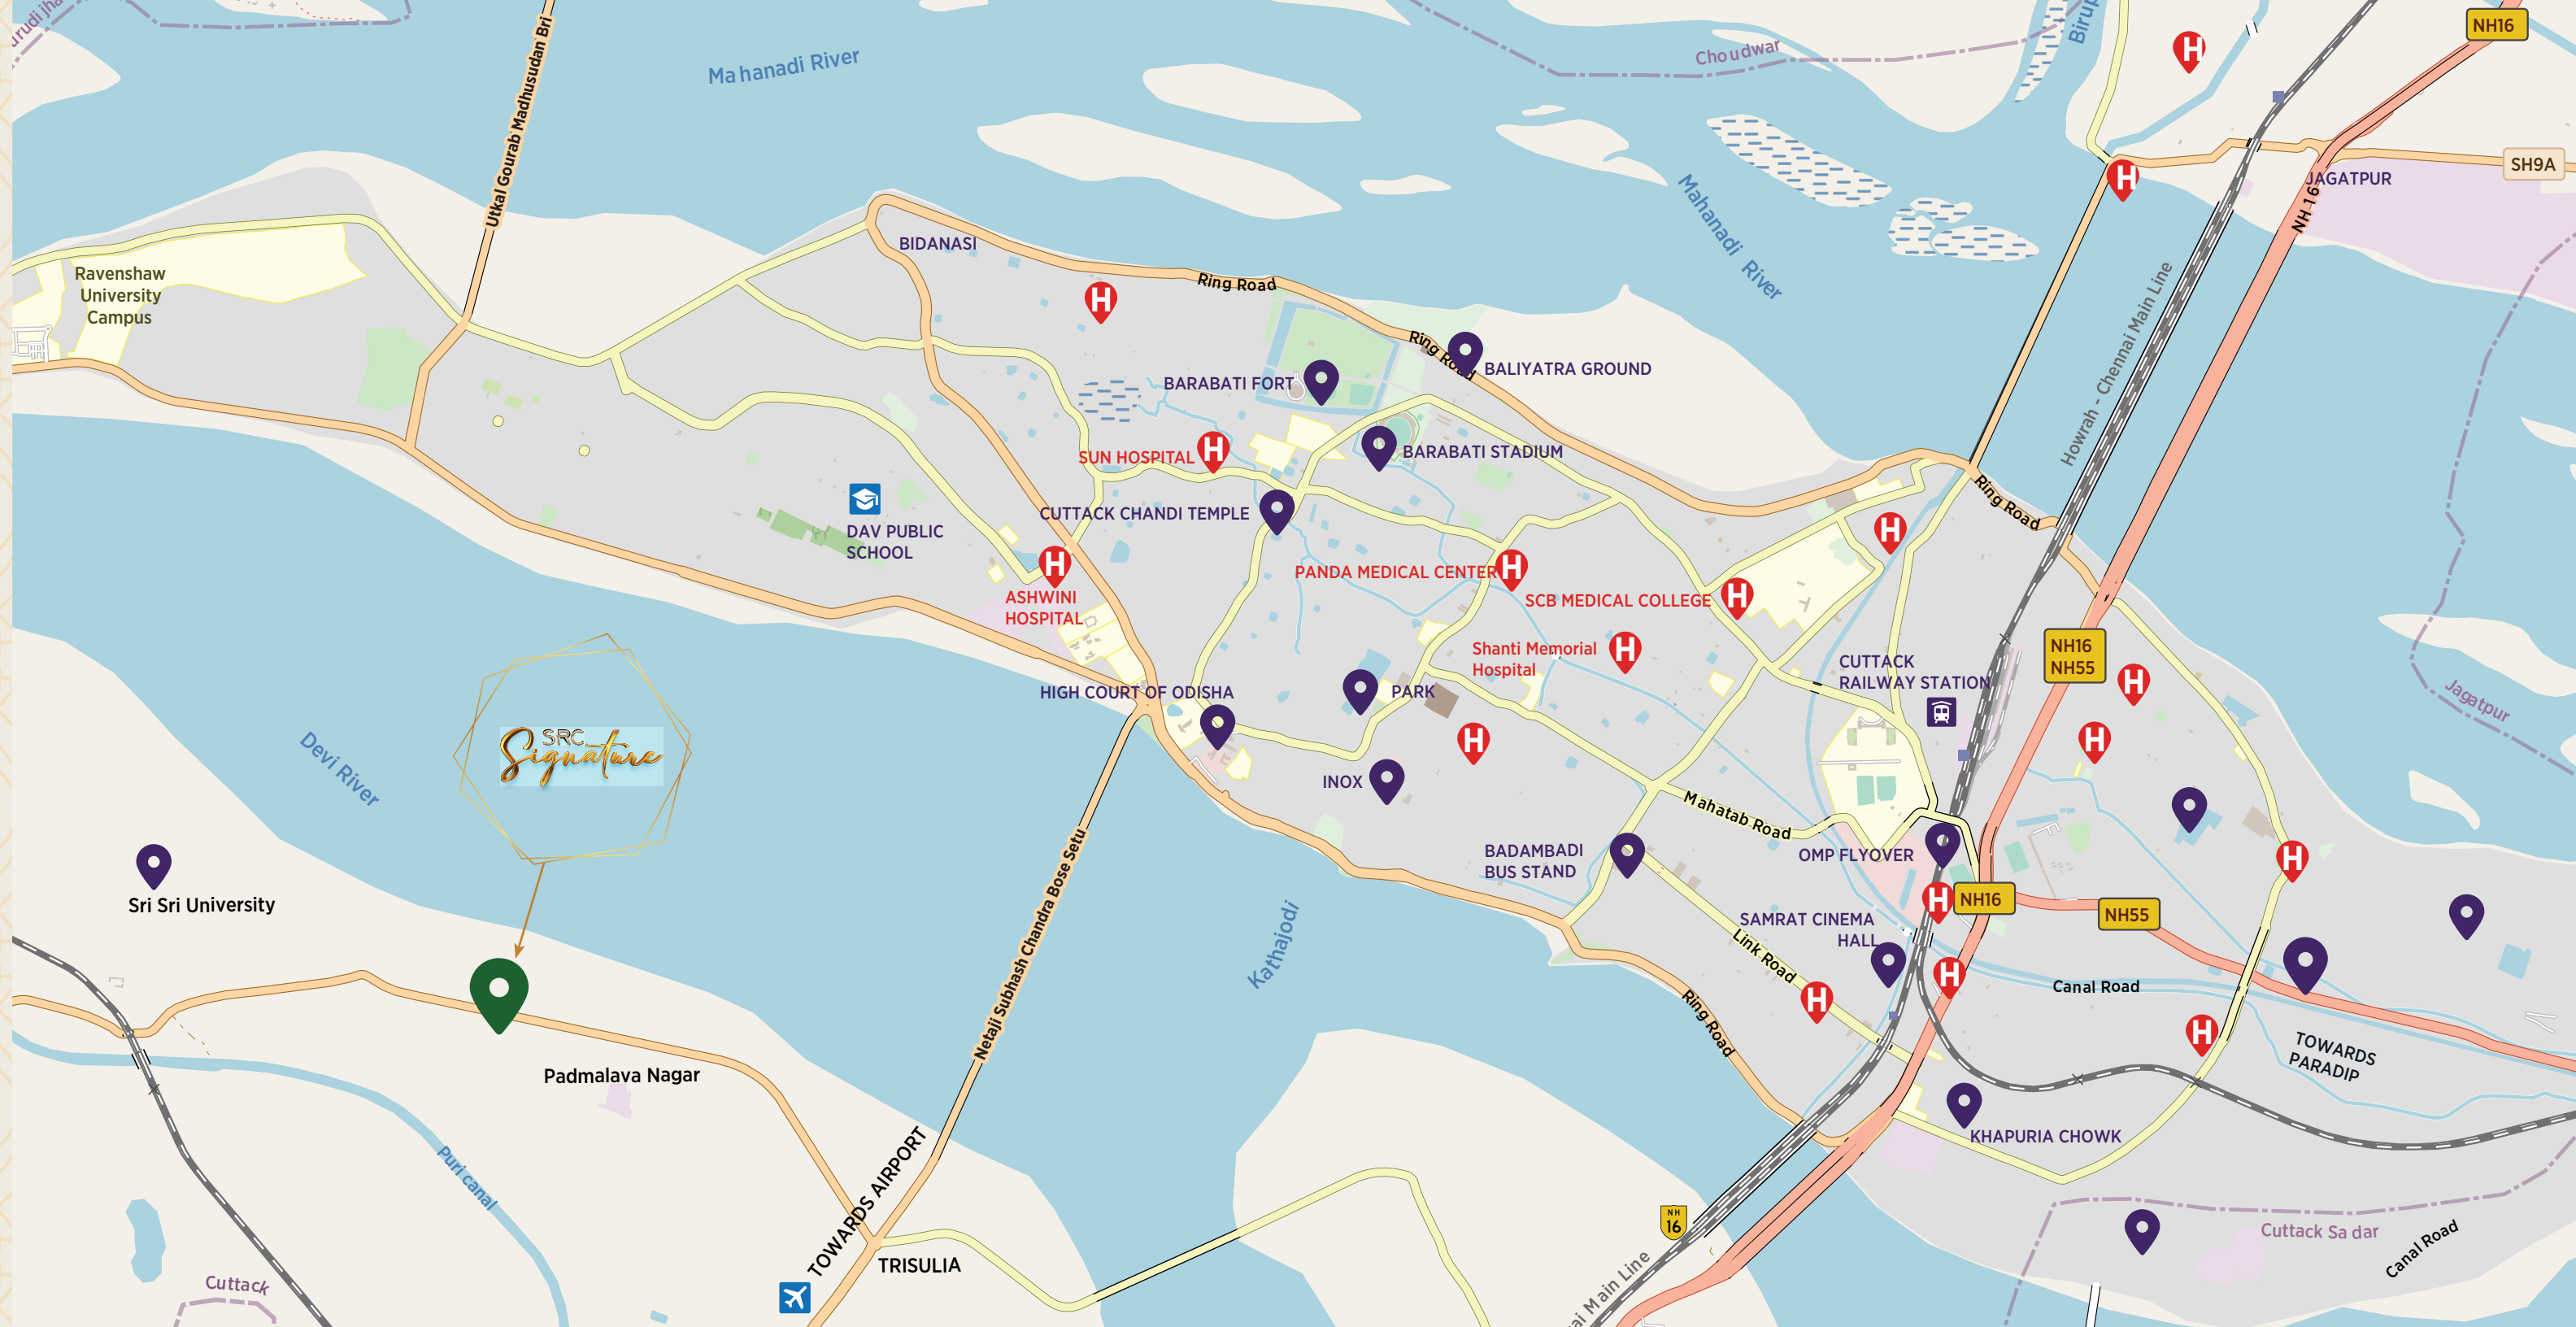 NH16
Birup
urudijha
Mahanadi River
Choudwar
Utkal Gourab Madhusudan Bri
SH9A
JAGATPUR
NH 16
Mahanadi River
BIDANASI
Ring Road
Ravenshaw
University
Campus
Howrah - Chennai Main Line
Ring Road
BALIYATRA GROUND
BARABATI FORT
BARABATI STADIUM
H
SUN HOSPITAL
Ring Road
CUTTACK CHANDI TEMPLE
DAV PUBLIC
SCHOOL
PANDA MEDICAL CENTER
ASHWINI
HOSPITAL
SCB MEDICAL COLLEGE
Shanti Memorial
Hospital
NH16
NH55
CUTTACK
RAILWAY STATION
HIGH COURT OF ODISHA
PARK
Jagatpur
SRC
Signature
Devi River
INOX
Mahatab Road
Netaji Subhash Chandra Bose Setu
BADAMBADI
BUS STAND
OMP FLYOVER
Sri Sri University
NH16
NH55
SAMRAT CINEMA
HALL
Link Road
Kathajodi
Canal Road
Ring Road
TOWARDS
PARADIP
Padmalava Nagar
KHAPURIA CHOWK
Puri canal
TOWARDS AIRPORT
NH
16
Cuttack Sadar
Canal Road
TRISULIA
Cuttack
ai Main Line